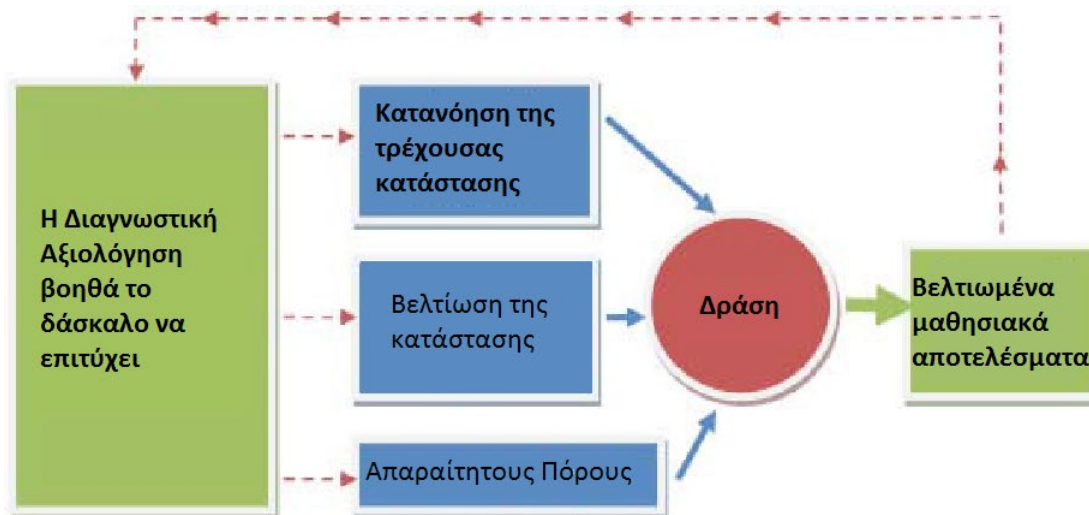 Η Διαγνωστική
Αξιολόγηση
βοηθά το
δάσκαλο να
επιτύχει
Κατανόηση της
τρέχουσας
κατάστασης
Βελτίωση της
κατάστασης
Απαραίτητους Πόρους
Δράση
Βελτιωμένα
μαθησιακά
αποτελέσματα